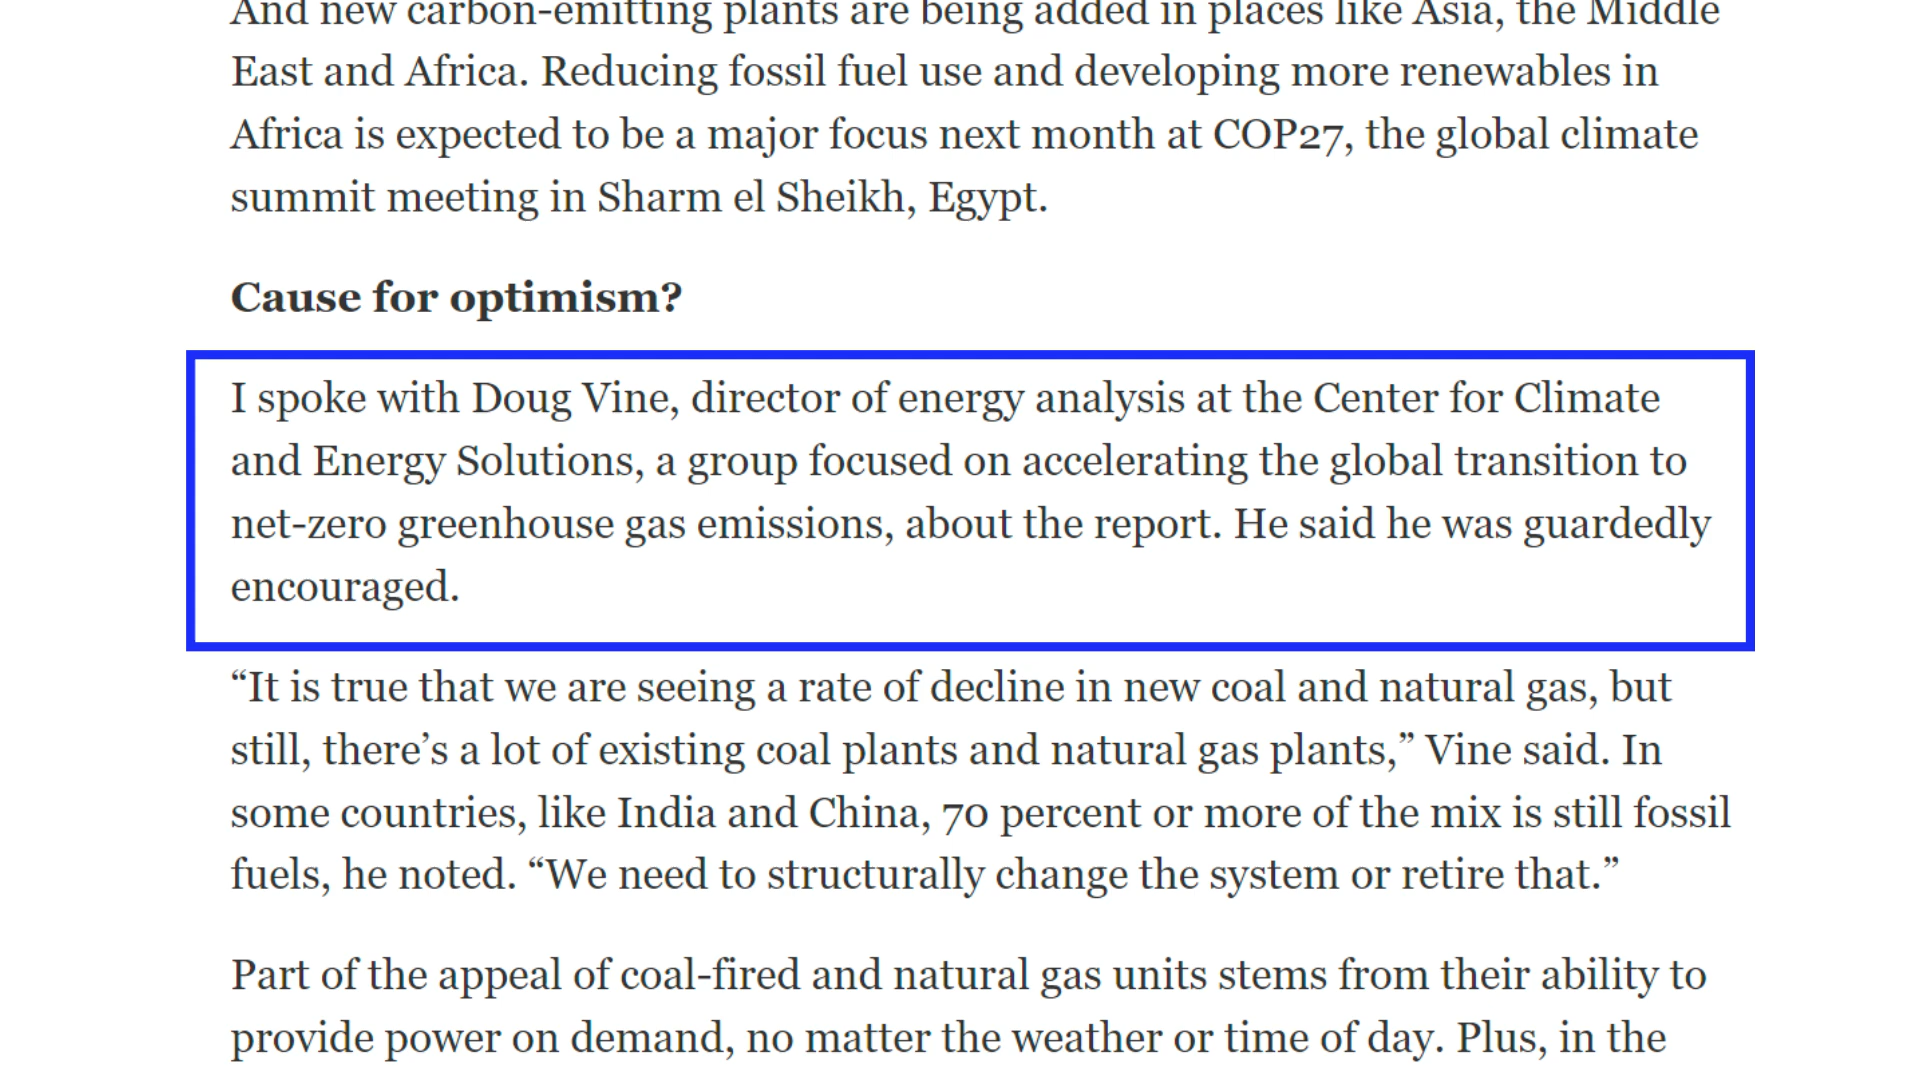 And new carbon-emitting plants are being added in places like Asia, the Middle
East and Africa. Reducing fossil fuel use and developing more renewables in
Africa is expected to be a major focus next month at COP27, the global climate
summit meeting in Sharm el Sheikh, Egypt.
Cause for optimism?
I spoke with Doug Vine, director of energy analysis at the Center for Climate
and Energy Solutions, a group focused on accelerating the global transition to
net-zero greenhouse gas emissions, about the report. He said he was guardedly
encouraged.
“It is true that we are seeing a rate of decline in new coal and natural gas, but
still, there’s a lot of existing coal plants and natural gas plants,” Vine said. In
some countries, like India and China, 70 percent or more of the mix is still fossil
fuels, he noted. “We need to structurally change the system or retire that.”
Part of the appeal of coal-fired and natural gas units stems from their ability to
provide power on demand, no matter the weather or time of day. Plus, in the